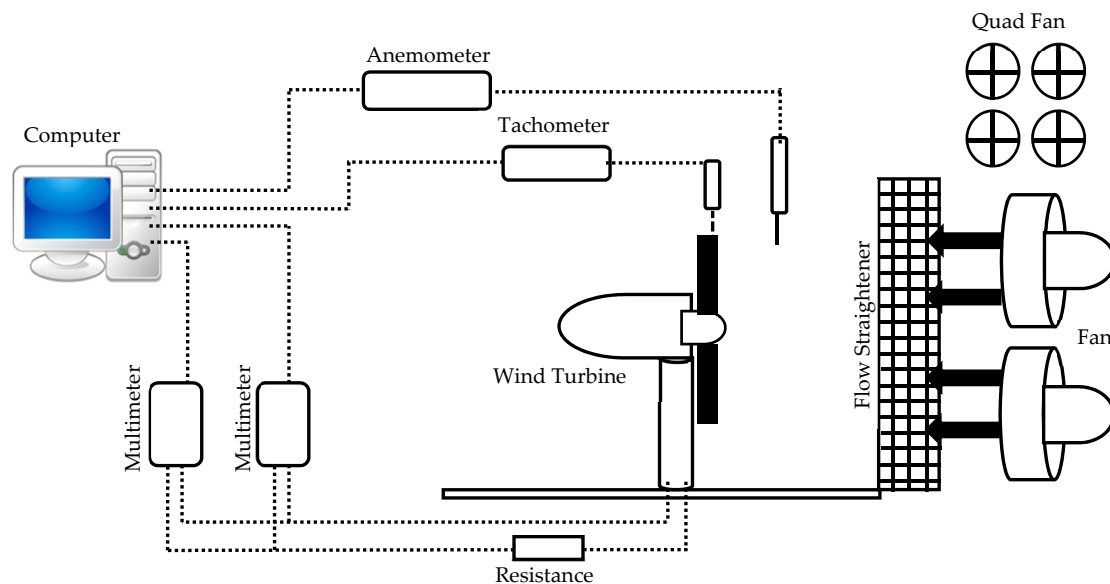 Quad Fan
Anemometer
Tachometer
Computer
Flow Straightener
Fan
Wind Turbine
Multimeter
Multimeter
Resistance